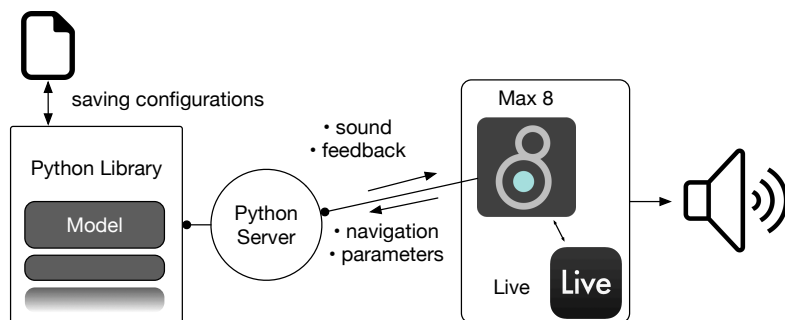 saving configurations
Python Library
Model
Python
Server
• sound
• feedback
• navigation
• parameters
Max 8
Live
Live